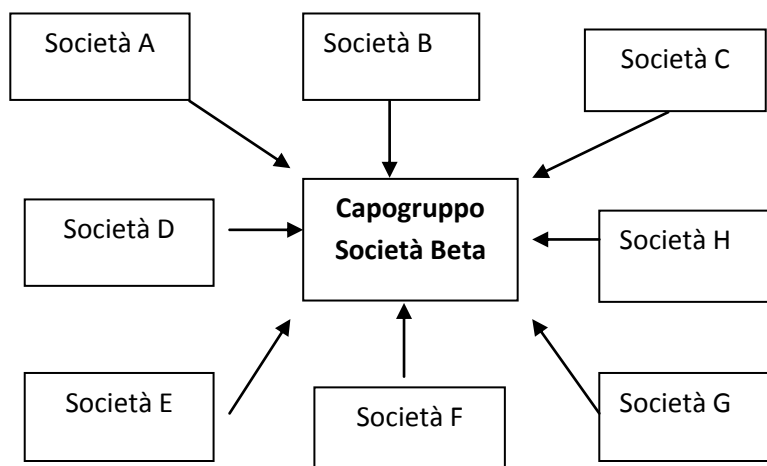 Società A
Società B
Società C
Capogruppo
Società Beta
Società D
Società H
Società E
Società F
Società G